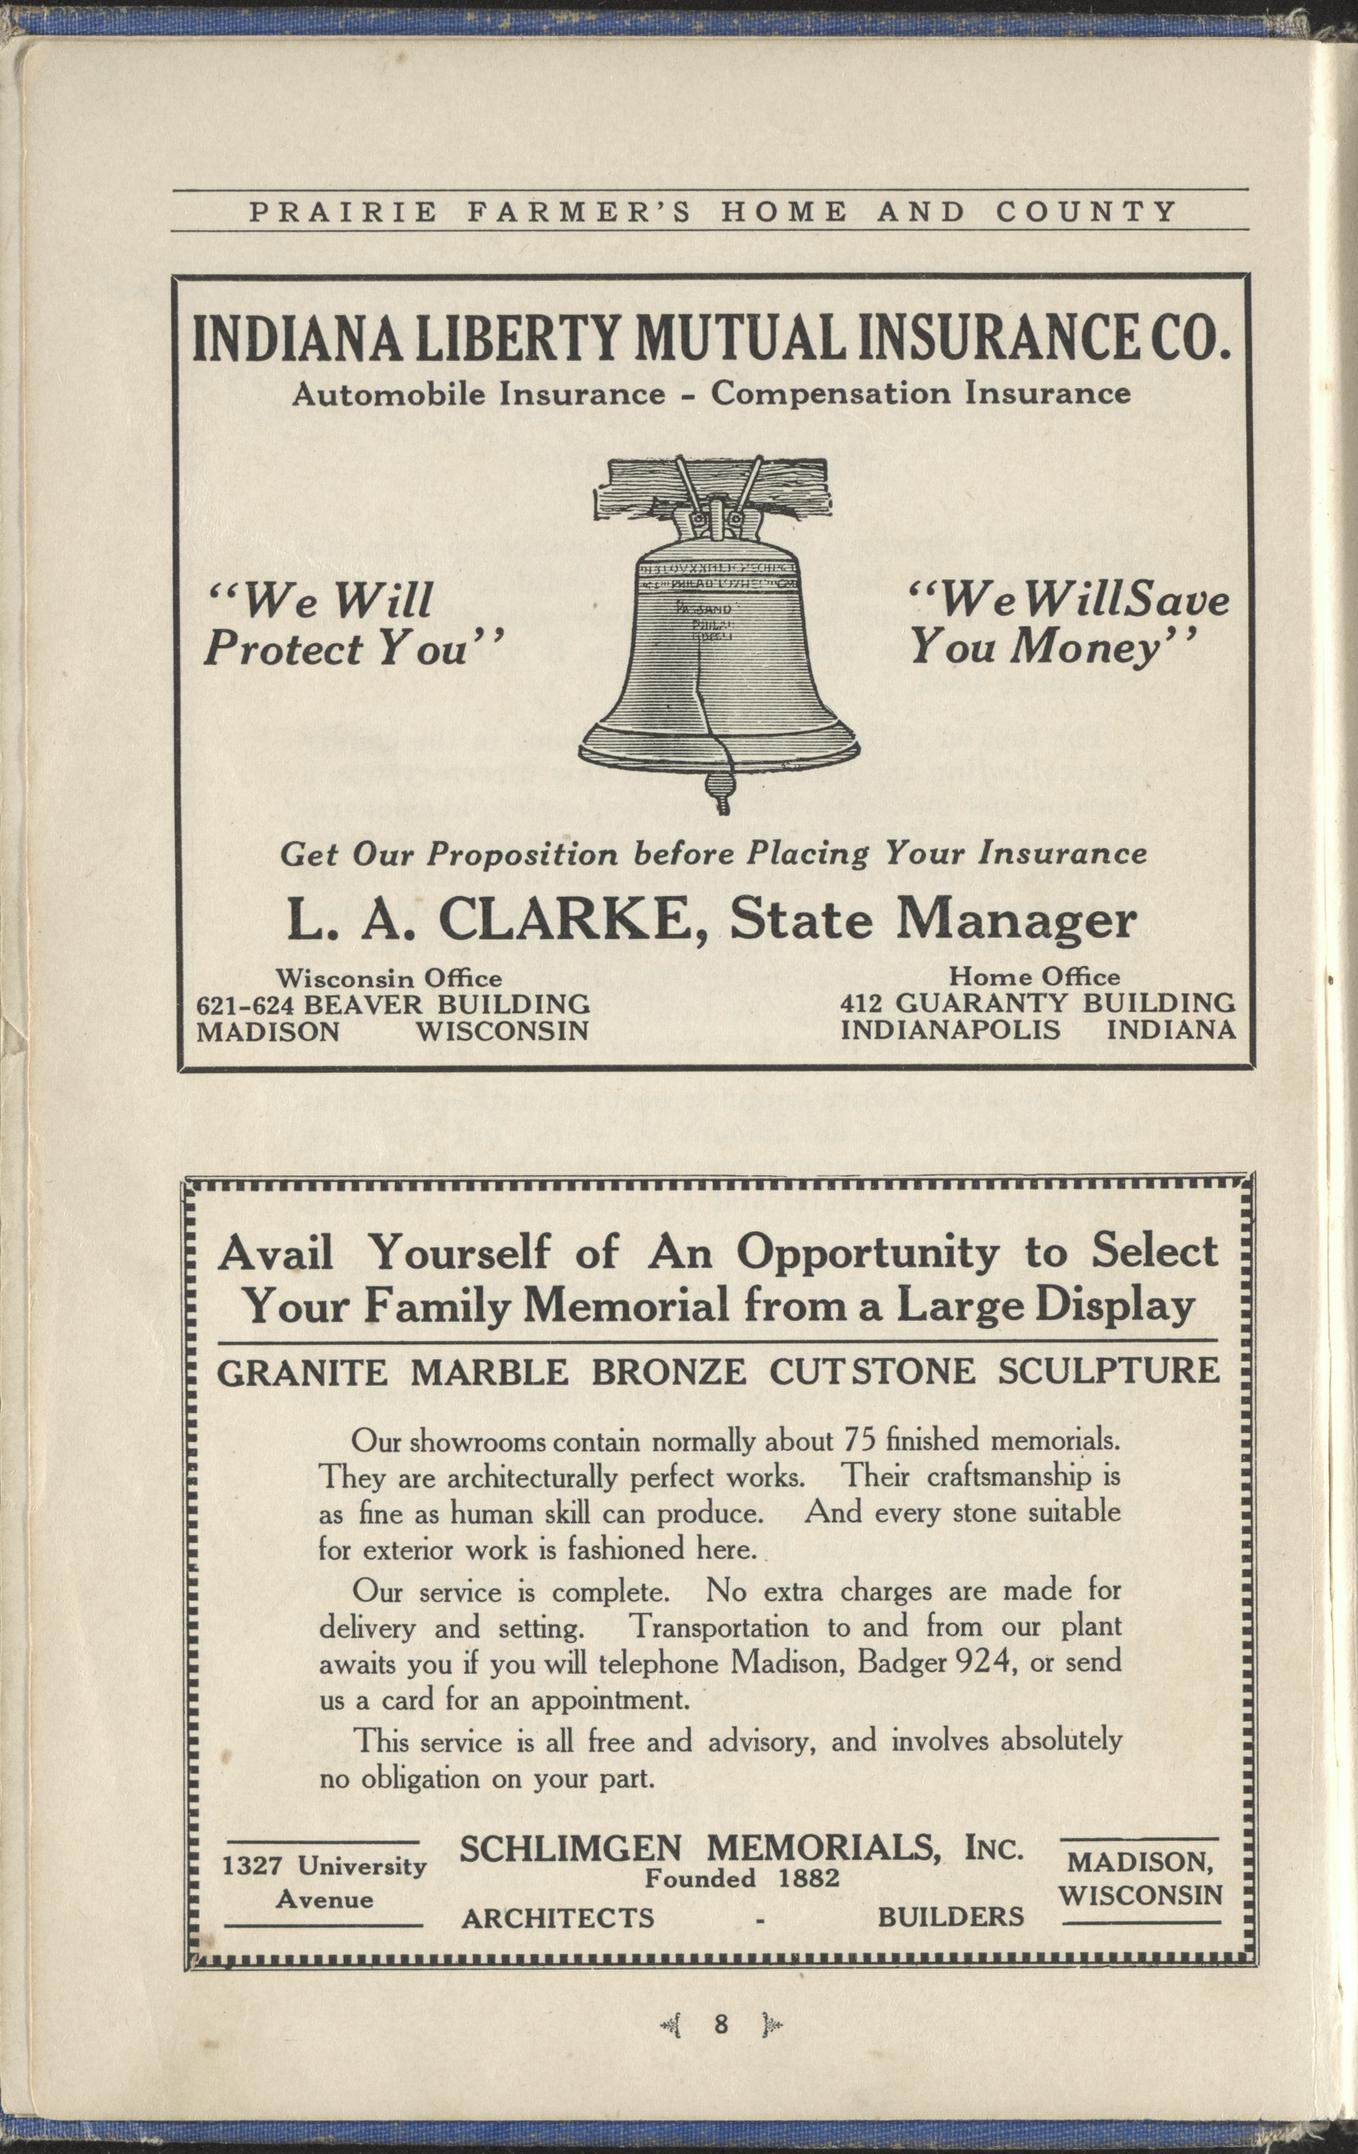 PRAIRIE FARMER'S HOME AND COUNTY
INDIANA LIBERTY MUTUAL INSURANCE CO.
Automobile Insurance - Compensation Insurance
"We Will
Protect You"
"We Will Save
You Money"
Get Our Proposition before Placing Your Insurance
L. A. CLARKE, State Manager
Wisconsin Office
621-624 BEAVER BUILDING
MADISON WISCONSIN
Home Office
412 GUARANTY BUILDING
INDIANAPOLIS INDIANA
Avail Yourself of An Opportunity to Select
Your Family Memorial from a Large Display
GRANITE MARBLE BRONZE CUT STONE SCULPTURE
Our showrooms contain normally about 75 finished memorials.
They are architecturally perfect works. Their craftsmanship is
as fine as human skill can produce. And every stone suitable
for exterior work is fashioned here.
Our service is complete. No extra charges are made for
delivery and setting. Transportation to and from our plant
awaits you if you will telephone Madison, Badger 924, or send
us a card for an appointment.
This service is all free and advisory, and involves absolutely
no obligation on your part.
1327 University
Avenue
SCHLIMGEN MEMORIALS, INC.
Founded 1882
ARCHITECTS - BUILDERS
MADISON,
WISCONSIN
8